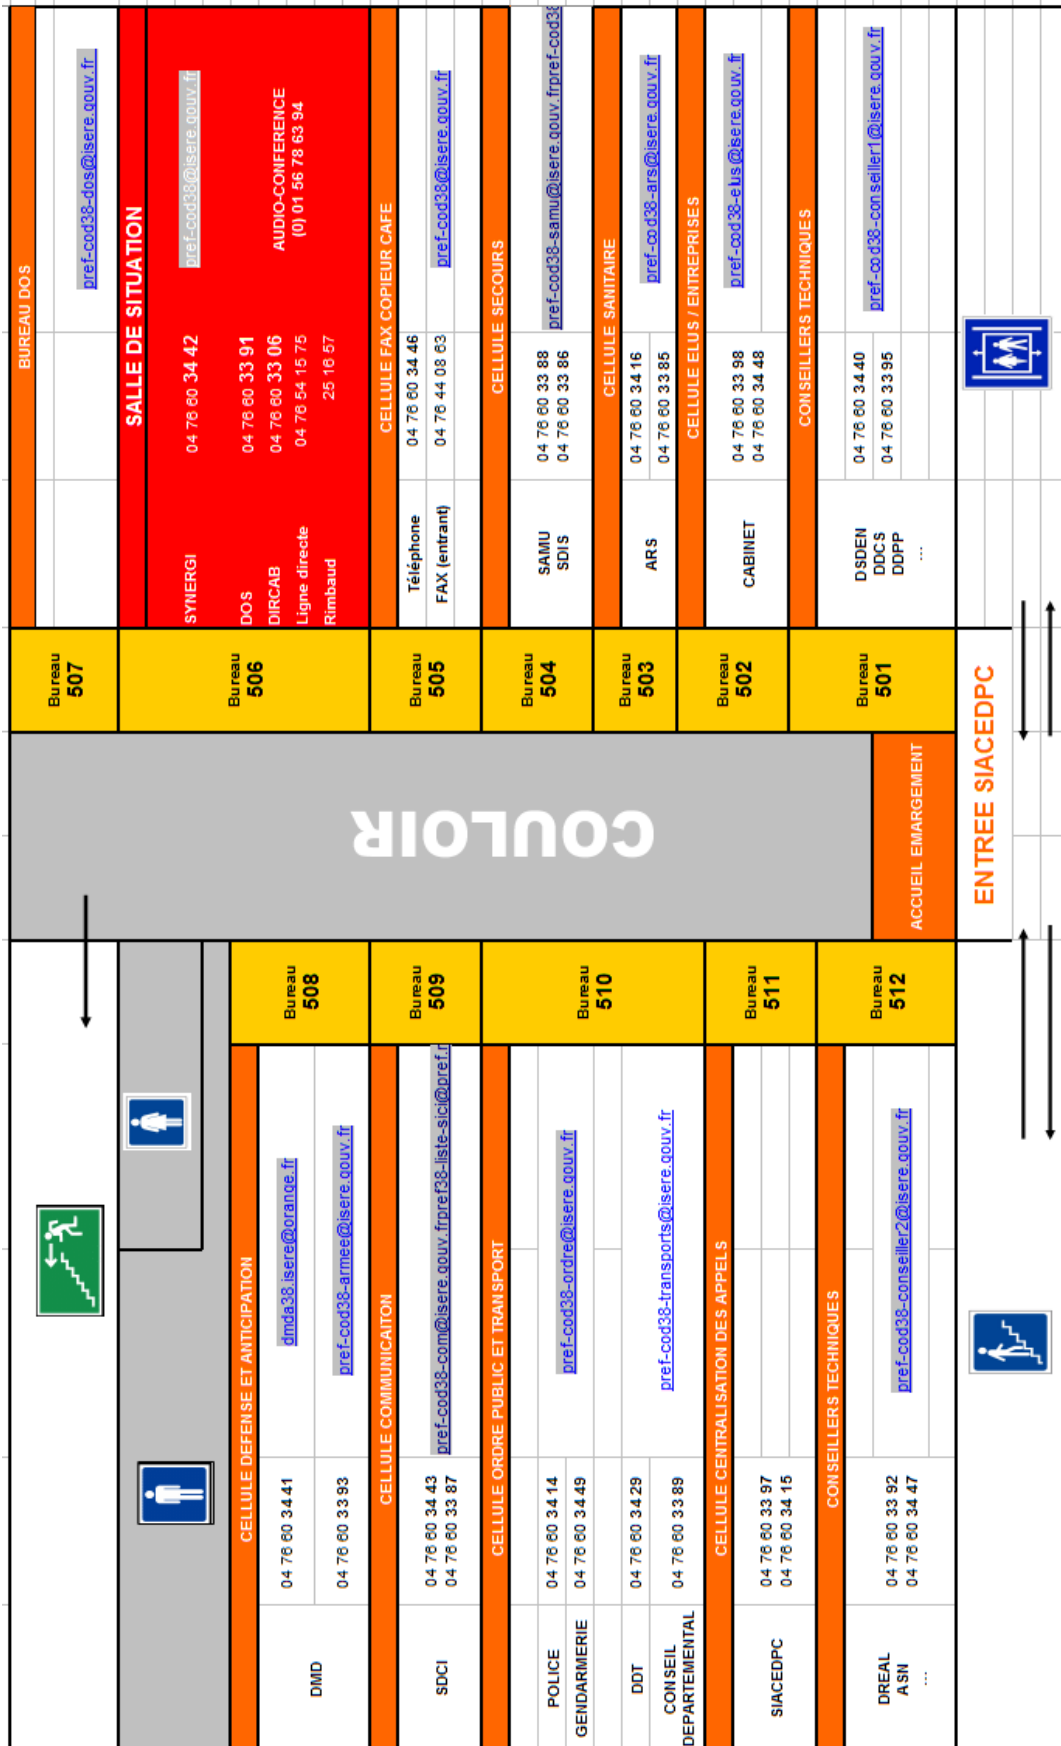 BUREAU DOS
pref-cod38-dos@isere.gouv.fr
Bureau
507
SALLE DE SITUATION
SYNERGI 04 76 60 34 42 pref-cod38@isere.gouv.fr
DOS 04 76 60 33 91
DIRCAB 04 76 60 33 06 AUDIO-CONFERENCE
Ligne directe 04 76 54 15 75 (0) 01 56 78 63 94
Rimbaud 25 16 57
Bureau
506
CELLULE FAX COPIEUR CAFE
Téléphone 04 76 60 34 46
FAX (entrant) 04 76 44 08 63 pref-cod38@isere.gouv.fr
Bureau
505
CELLULE SECOURS
SAMU 04 76 60 33 88 pref-cod38-samu@isere.gouv.frpref-cod38
SDIS 04 76 60 33 86
Bureau
504
CELLULE SANITAIRE
ARS 04 76 60 34 16 pref-cod38-ars@isere.gouv.fr
04 76 60 33 85
Bureau
503
CELLULE ELUS / ENTREPRISES
CABINET 04 76 60 33 98 pref-cod38-elus@isere.gouv.fr
04 76 60 34 48
Bureau
502
CONSEILLERS TECHNIQUES
DSDEN 04 76 60 34 40 pref-cod38-conseiller1@isere.gouv.fr
DDCS 04 76 60 33 95
DDPP
...
Bureau
501
COULOIR
ACCUEIL EMARGEMENT
ENTREE SIACEDPC
CELLULE DEFENSE ET ANTICIPATION
DMD 04 76 60 34 41 dmda38.isere@orange.fr
04 76 60 33 93 pref-cod38-armee@isere.gouv.fr
Bureau
508
CELLULE COMMUNICAITON
SDCI 04 76 60 34 43 pref-cod38-com@isere.gouv.frpref38-liste-sici@pref.r
04 76 60 33 87
Bureau
509
CELLULE ORDRE PUBLIC ET TRANSPORT
POLICE 04 76 60 34 14 pref-cod38-ordre@isere.gouv.fr
GENDARMERIE 04 76 60 34 49
DDT 04 76 60 34 29
CONSEIL
DEPARTEMENTAL 04 76 60 33 89 pref-cod38-transports@isere.gouv.fr
Bureau
510
CELLULE CENTRALISATION DES APPELS
SIACEDPC 04 76 60 33 97
04 76 60 34 15
Bureau
511
CONSEILLERS TECHNIQUES
DREAL 04 76 60 33 92 pref-cod38-conseiller2@isere.gouv.fr
ASN 04 76 60 34 47
...
Bureau
512